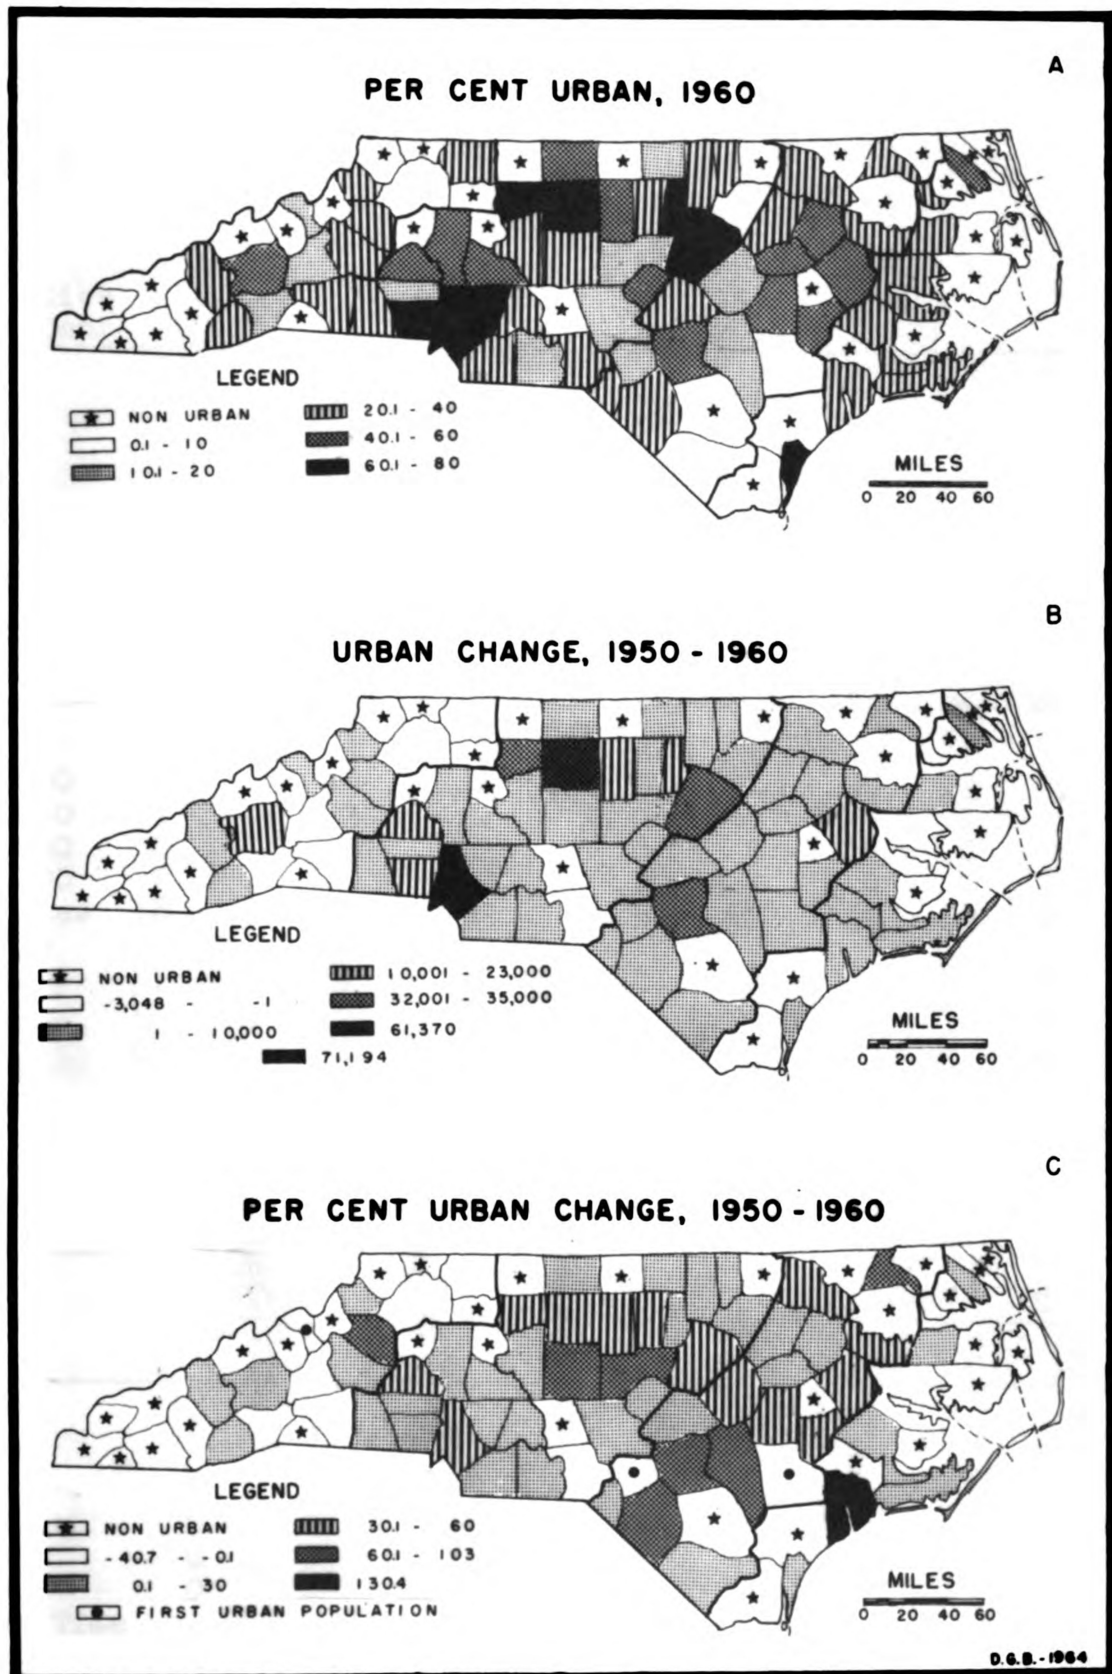 A
PER CENT URBAN, 1960
LEGEND
NON URBAN
0.1 - 10
10.1 - 20
20.1 - 40
40.1 - 60
60.1 - 80
MILES
0 20 40 60
B
URBAN CHANGE, 1950 - 1960
LEGEND
NON URBAN
-3,048 - -1
1 - 10,000
10,001 - 23,000
32,001 - 35,000
61,370
71,194
MILES
0 20 40 60
C
PER CENT URBAN CHANGE, 1950 - 1960
LEGEND
NON URBAN
-40.7 - -0.1
0.1 - 30
FIRST URBAN POPULATION
30.1 - 60
60.1 - 103
130.4
MILES
0 20 40 60
D.G.B. - 1964